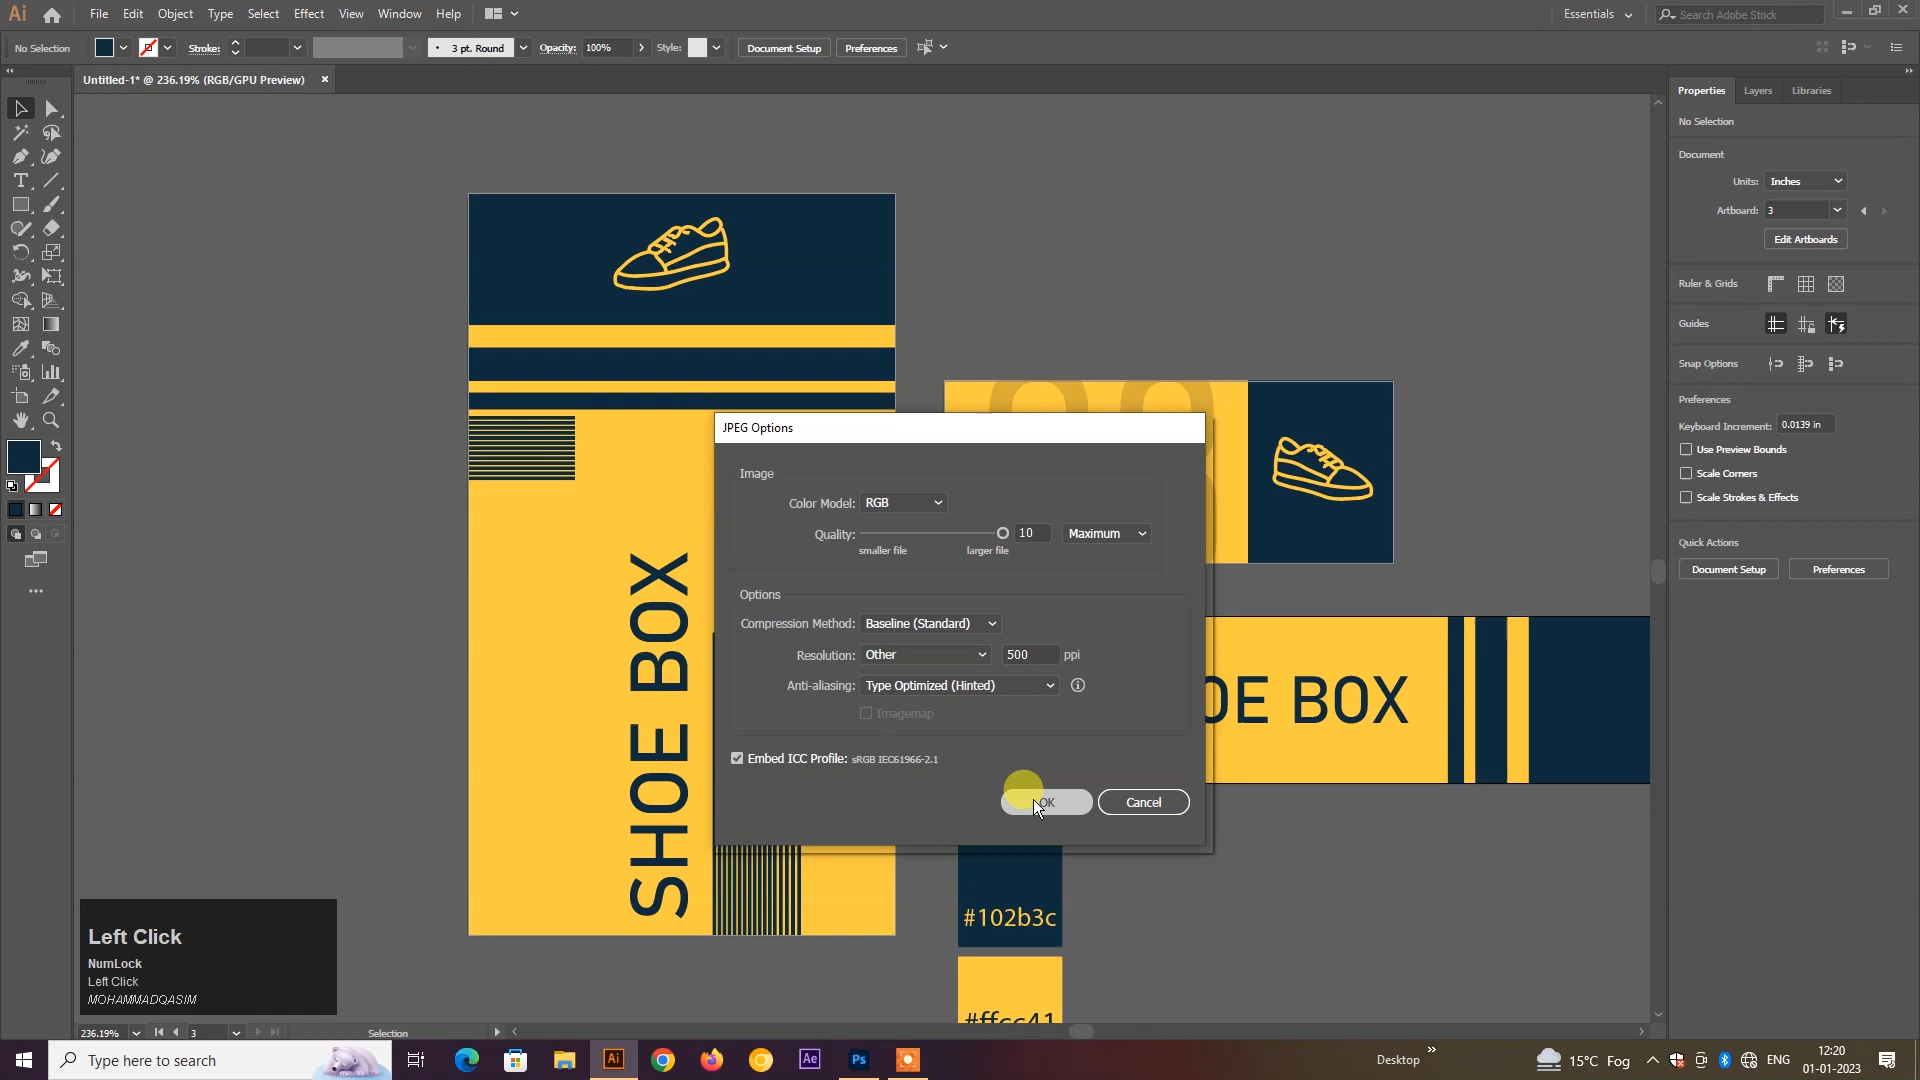 Ai File Edit Object Type Select Effect View Window Help Essentials Search Adobe Stock
No Selection Stroke: 3 pt. Round Opacity: 100% Style: Document Setup Preferences
Untitled-1* @ 236.19% (RGB/GPU Preview) ×
Properties Layers Libraries
No Selection
Document
Units: Inches
Artboard: 3
Edit Artboards
Ruler & Grids
Guides
Snap Options
Preferences
Keyboard Increment: 0.0139 in
Use Preview Bounds
Scale Corners
Scale Strokes & Effects
Quick Actions
Document Setup Preferences
SHOE BOX
JPEG Options
Image
Color Model: RGB
Quality: 10 Maximum
smaller file larger file
Options
Compression Method: Baseline (Standard)
Resolution: Other 500 ppi
Anti-aliasing: Type Optimized (Hinted)
Imagemap
Embed ICC Profile: sRGB IEC61966-2.1
OK Cancel
OE BOX
#102b3c
#ffcc41
Left Click
NumLock
Left Click
MOHAMMADQASIM
236.19% 3 Selection
Type here to search Ai Ae Ps Desktop 15°C Fog ENG 12:20
01-01-2023